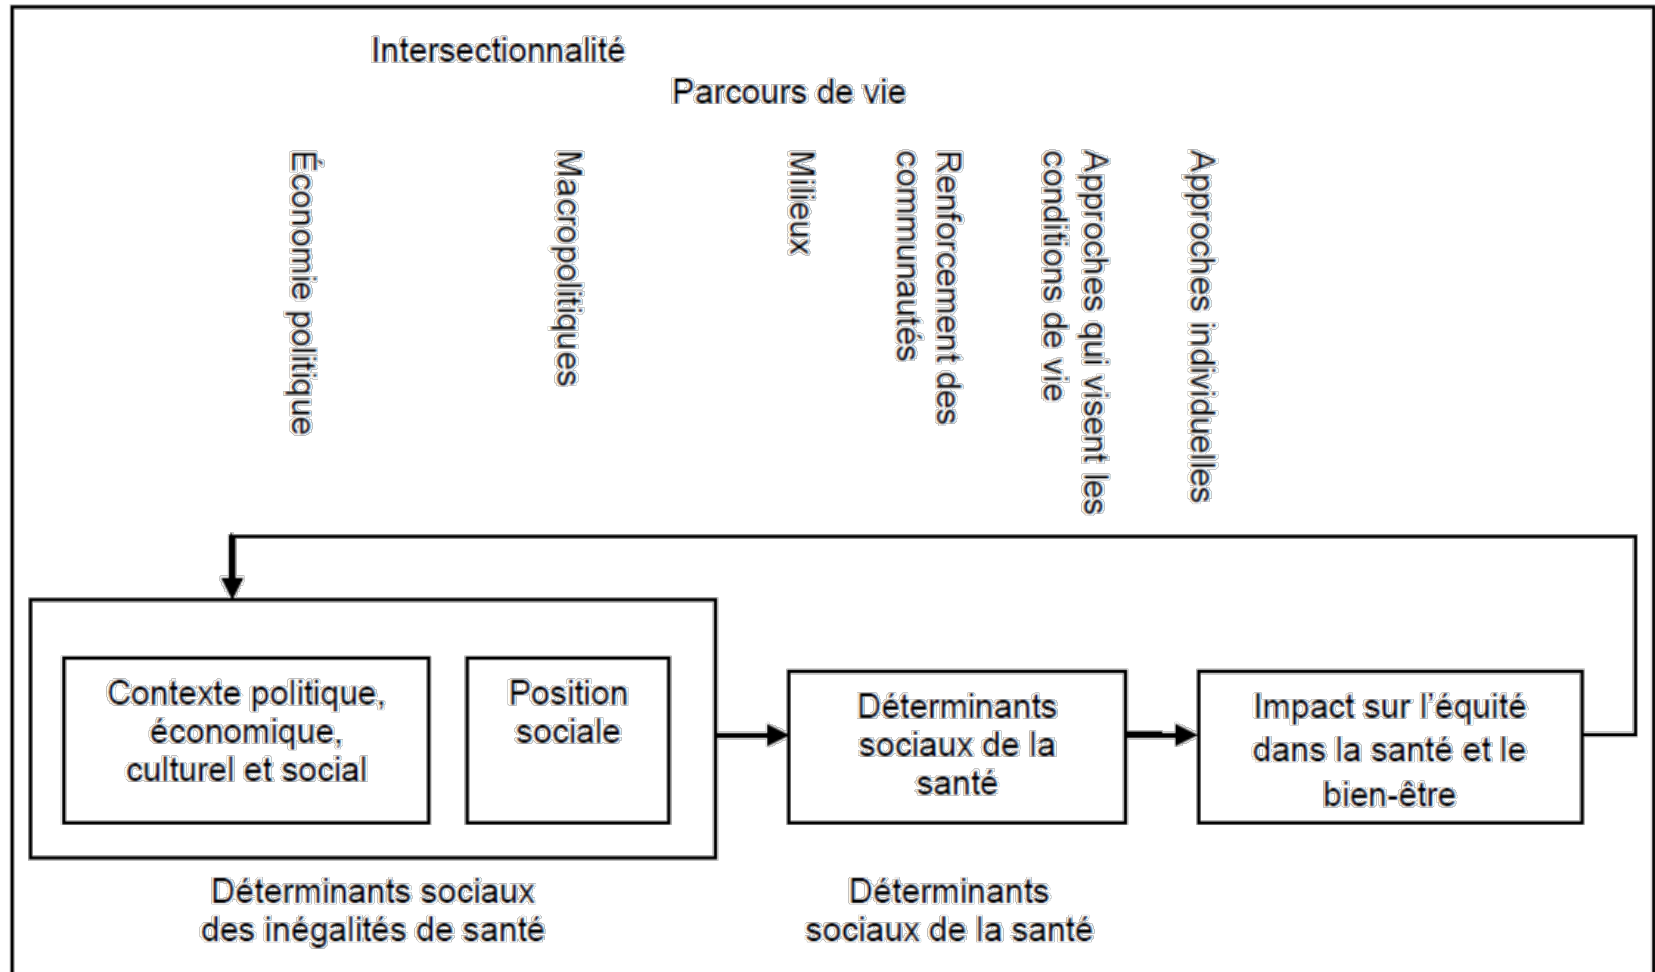 Intersectionnalité
Parcours de vie
Économie politique
Macropolitiques
Milieux
Renforcement des
communautés
Approches qui visent les
conditions de vie
Approches individuelles
Contexte politique,
économique,
culturel et social
Position
sociale
Déterminants
sociaux de la
santé
Impact sur l’équité
dans la santé et le
bien-être
Déterminants sociaux
des inégalités de santé
Déterminants
sociaux de la santé